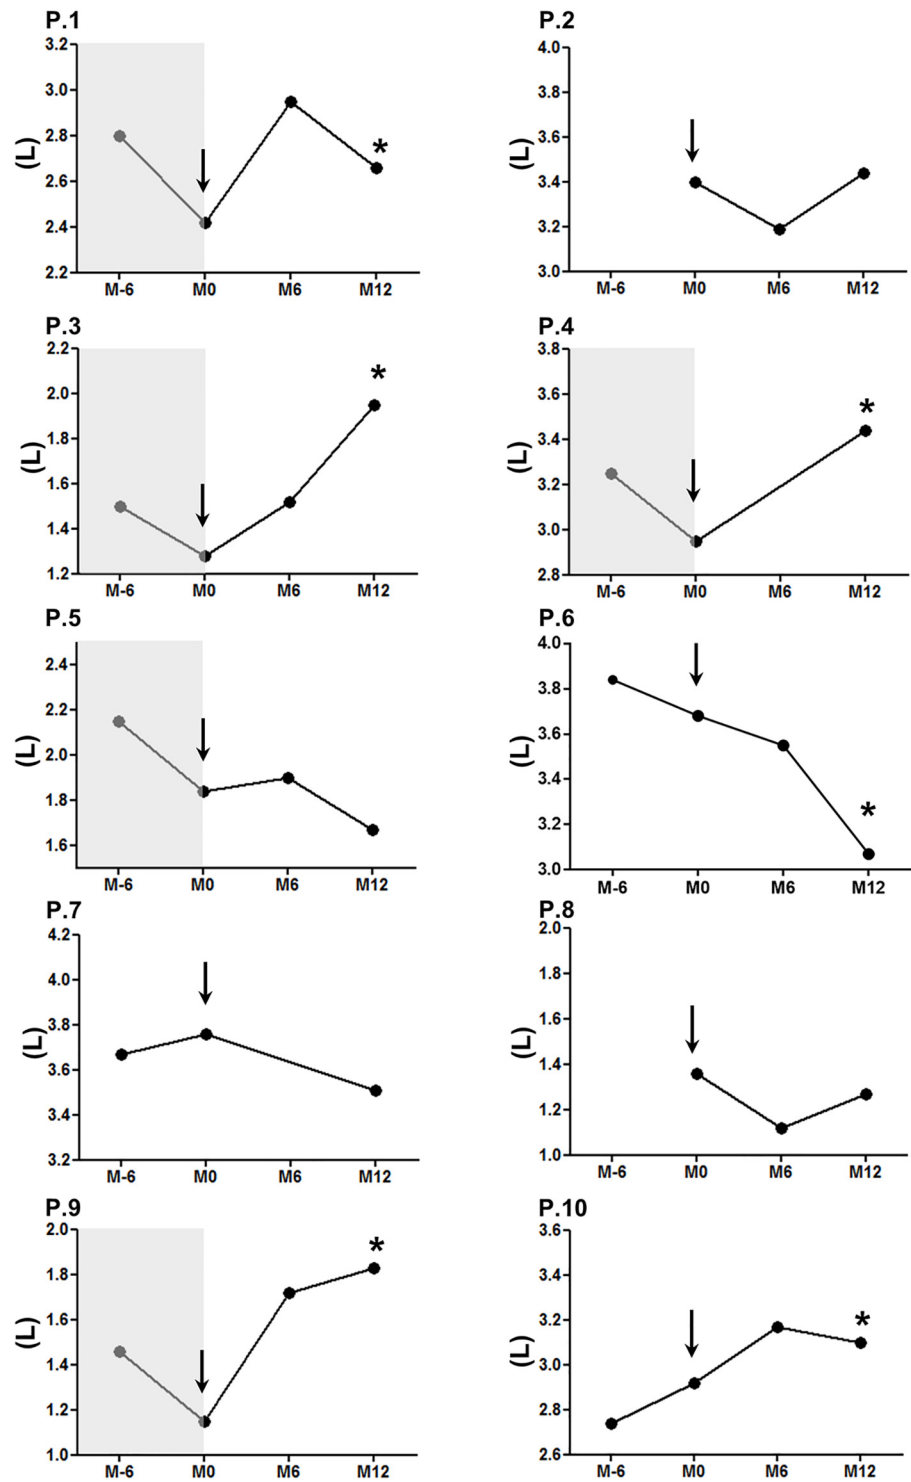 P.1
3.2
3.0
2.8
2.6
2.4
2.2
(L)
*
M-6 M0 M6 M12
P.2
4.0
3.8
3.6
3.4
3.2
3.0
(L)
M-6 M0 M6 M12
P.3
2.2
2.0
1.8
1.6
1.4
1.2
(L)
*
M-6 M0 M6 M12
P.4
3.8
3.6
3.4
3.2
3.0
2.8
(L)
*
M-6 M0 M6 M12
P.5
2.4
2.2
2.0
1.8
1.6
(L)
M-6 M0 M6 M12
P.6
4.0
3.8
3.6
3.4
3.2
3.0
(L)
*
M-6 M0 M6 M12
P.7
4.2
4.0
3.8
3.6
3.4
3.2
(L)
M-6 M0 M6 M12
P.8
2.0
1.8
1.6
1.4
1.2
1.0
(L)
M-6 M0 M6 M12
P.9
2.0
1.8
1.6
1.4
1.2
1.0
(L)
*
M-6 M0 M6 M12
P.10
3.6
3.4
3.2
3.0
2.8
2.6
(L)
*
M-6 M0 M6 M12